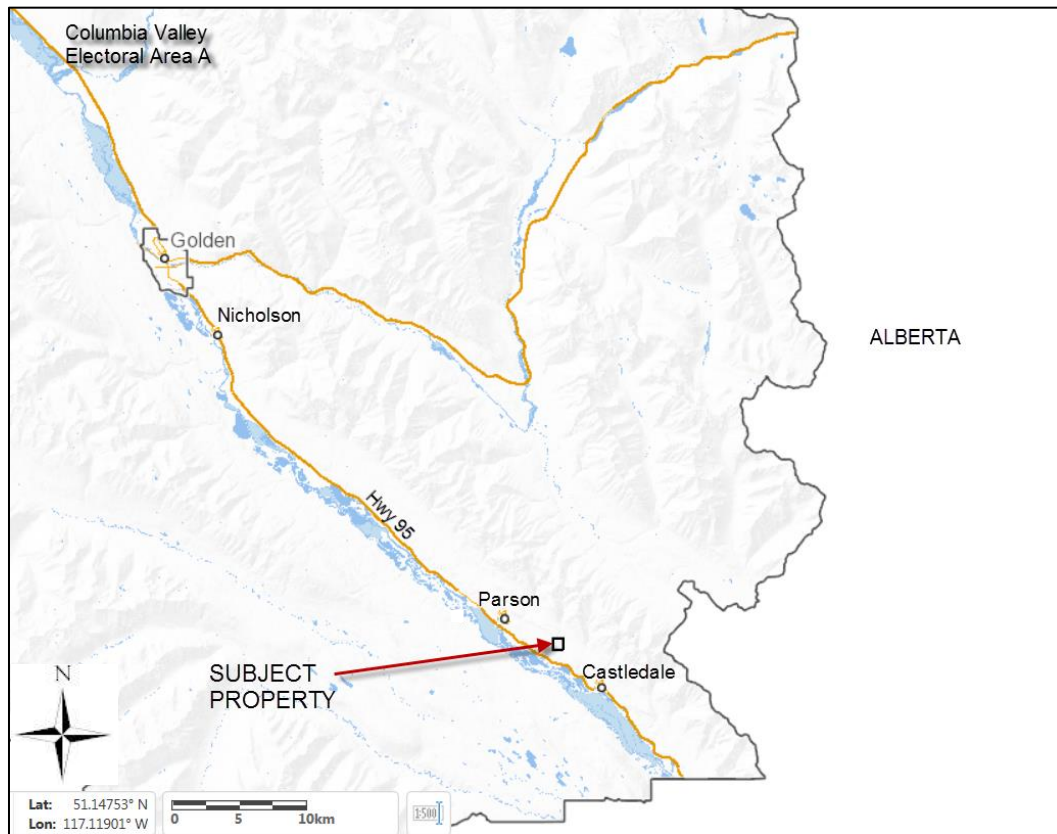 Columbia Valley
Electoral Area A
Golden
Nicholson
ALBERTA
Hwy 95
Parson
SUBJECT
PROPERTY
Castledale
N
Lat: 51.14753° N
Lon: 117.11901° W
0 5 10km